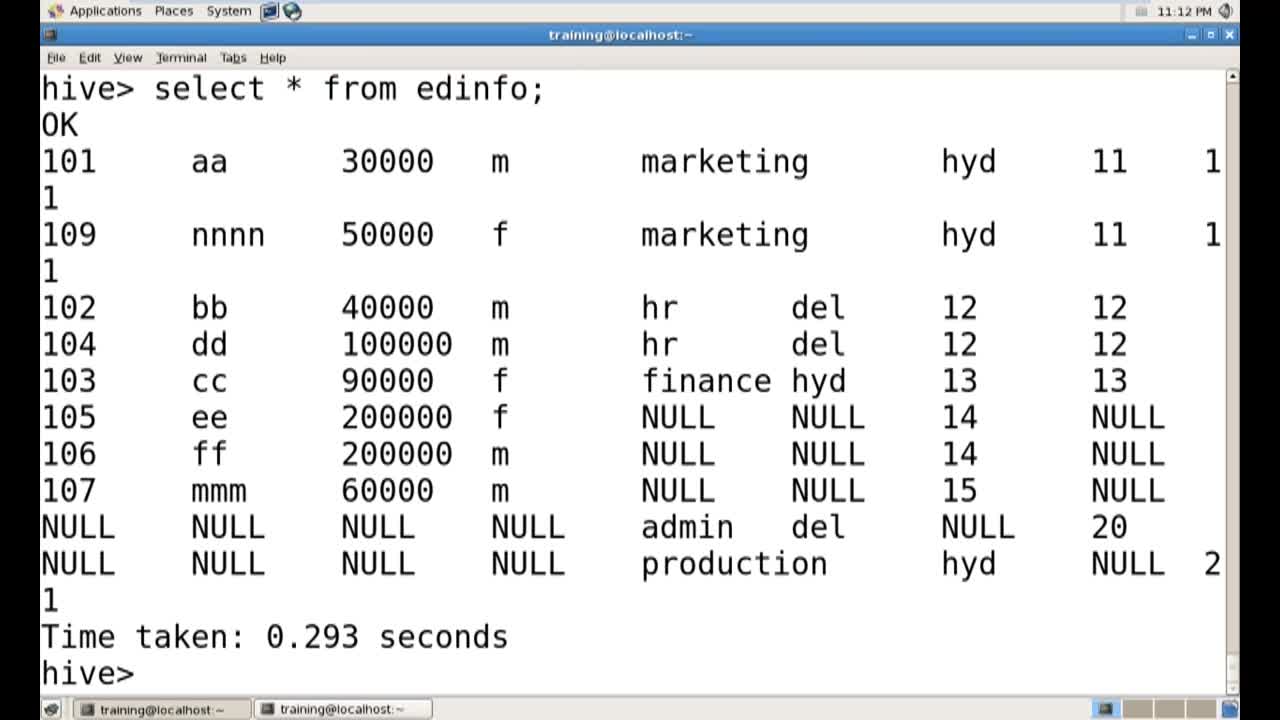 Applications Places System 11:12 PM
training@localhost:~
File Edit View Terminal Tabs Help
hive> select * from edinfo;
OK
101 aa 30000 m marketing hyd 11 1
1
109 nnnn 50000 f marketing hyd 11 1
1
102 bb 40000 m hr del 12 12
104 dd 100000 m hr del 12 12
103 cc 90000 f finance hyd 13 13
105 ee 200000 f NULL NULL 14 NULL
106 ff 200000 m NULL NULL 14 NULL
107 mmm 60000 m NULL NULL 15 NULL
NULL NULL NULL NULL admin del NULL 20
NULL NULL NULL NULL production hyd NULL 2
1
Time taken: 0.293 seconds
hive>
training@localhost:~ training@localhost:~